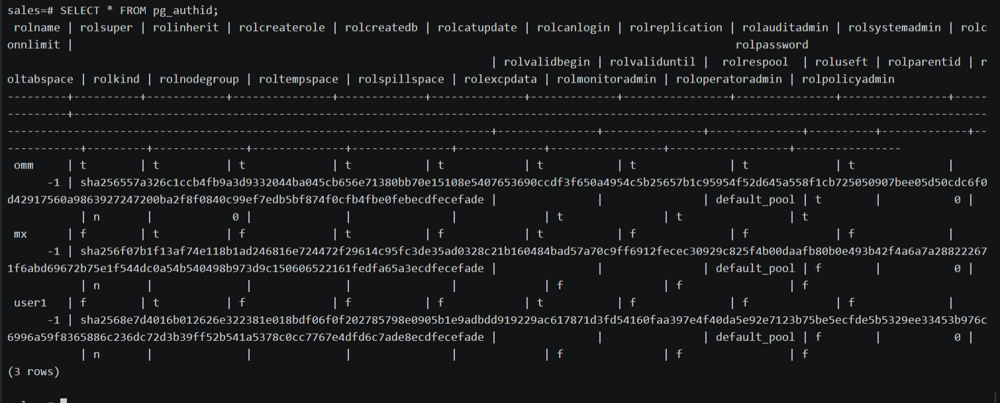 sales=# SELECT * FROM pg_authid;
 rolname | rolsuper | rolinherit | rolcreaterole | rolcreatedb | rolcatupdate | rolcanlogin | rolreplication | rolauditadmin | rolsystemadmin | rolc
onnlimit |                                                                                                     rolpassword
                                                                         | rolvalidbegin | rolvaliduntil |  rolrespool  | roluseft | rolparentid | r
oltabspace | rolkind | rolnodegroup | roltempspace | rolspillspace | rolexcpdata | rolmonitoradmin | roloperatoradmin | rolpolicyadmin
---------+----------+------------+---------------+-------------+--------------+-------------+----------------+---------------+----------------+-----
---------+------------------------------------------------------------------------------------------------------------------------------------------
-------------------------------------------------------------------------+---------------+---------------+--------------+----------+-------------+--
-----------+---------+--------------+--------------+---------------+-------------+-----------------+------------------+----------------
 omm     | t        | t          | t             | t           | t            | t           | t              | t             | t              |
      -1 | sha256557a326c1ccb4fb9a3d9332044ba045cb656e71380bb70e15108e5407653690ccdf3f650a4954c5b25657b1c95954f52d645a558f1cb725050907bee05d50cdc6f0
d42917560a9863927247200ba2f8f0840c99ef7edb5bf874f0cfb4fbe0febecdfecefade |               |               | default_pool | t        |           0 |
           | n       |            0 |              |               |             | t               | t                | t
 mx      | f        | t          | f             | t           | f            | t           | f              | f             | f              |
      -1 | sha256f07b1f13af74e118b1ad246816e724472f29614c95fc3de35ad0328c21b160484bad57a70c9ff6912fecec30929c825f4b00daafb80b0e493b42f4a6a7a28822267
1f6abd69672b75e1f544dc0a54b540498b973d9c150606522161fedfa65a3ecdfecefade |               |               | default_pool | f        |           0 |
           | n       |              |              |               |             | f               | f                | f
 user1   | f        | t          | f             | f           | f            | t           | f              | f             | f              |
      -1 | sha2568e7d4016b012626e322381e018bdf06f0f202785798e0905b1e9adbdd919229ac617871d3fd54160faa397e4f40da5e92e7123b75be5ecfde5b5329ee33453b976c
6996a59f8365886c236dc72d3b39ff52b541a5378c0cc7767e4dfd6c7ade8ecdfecefade |               |               | default_pool | f        |           0 |
           | n       |              |              |               |             | f               | f                | f
(3 rows)